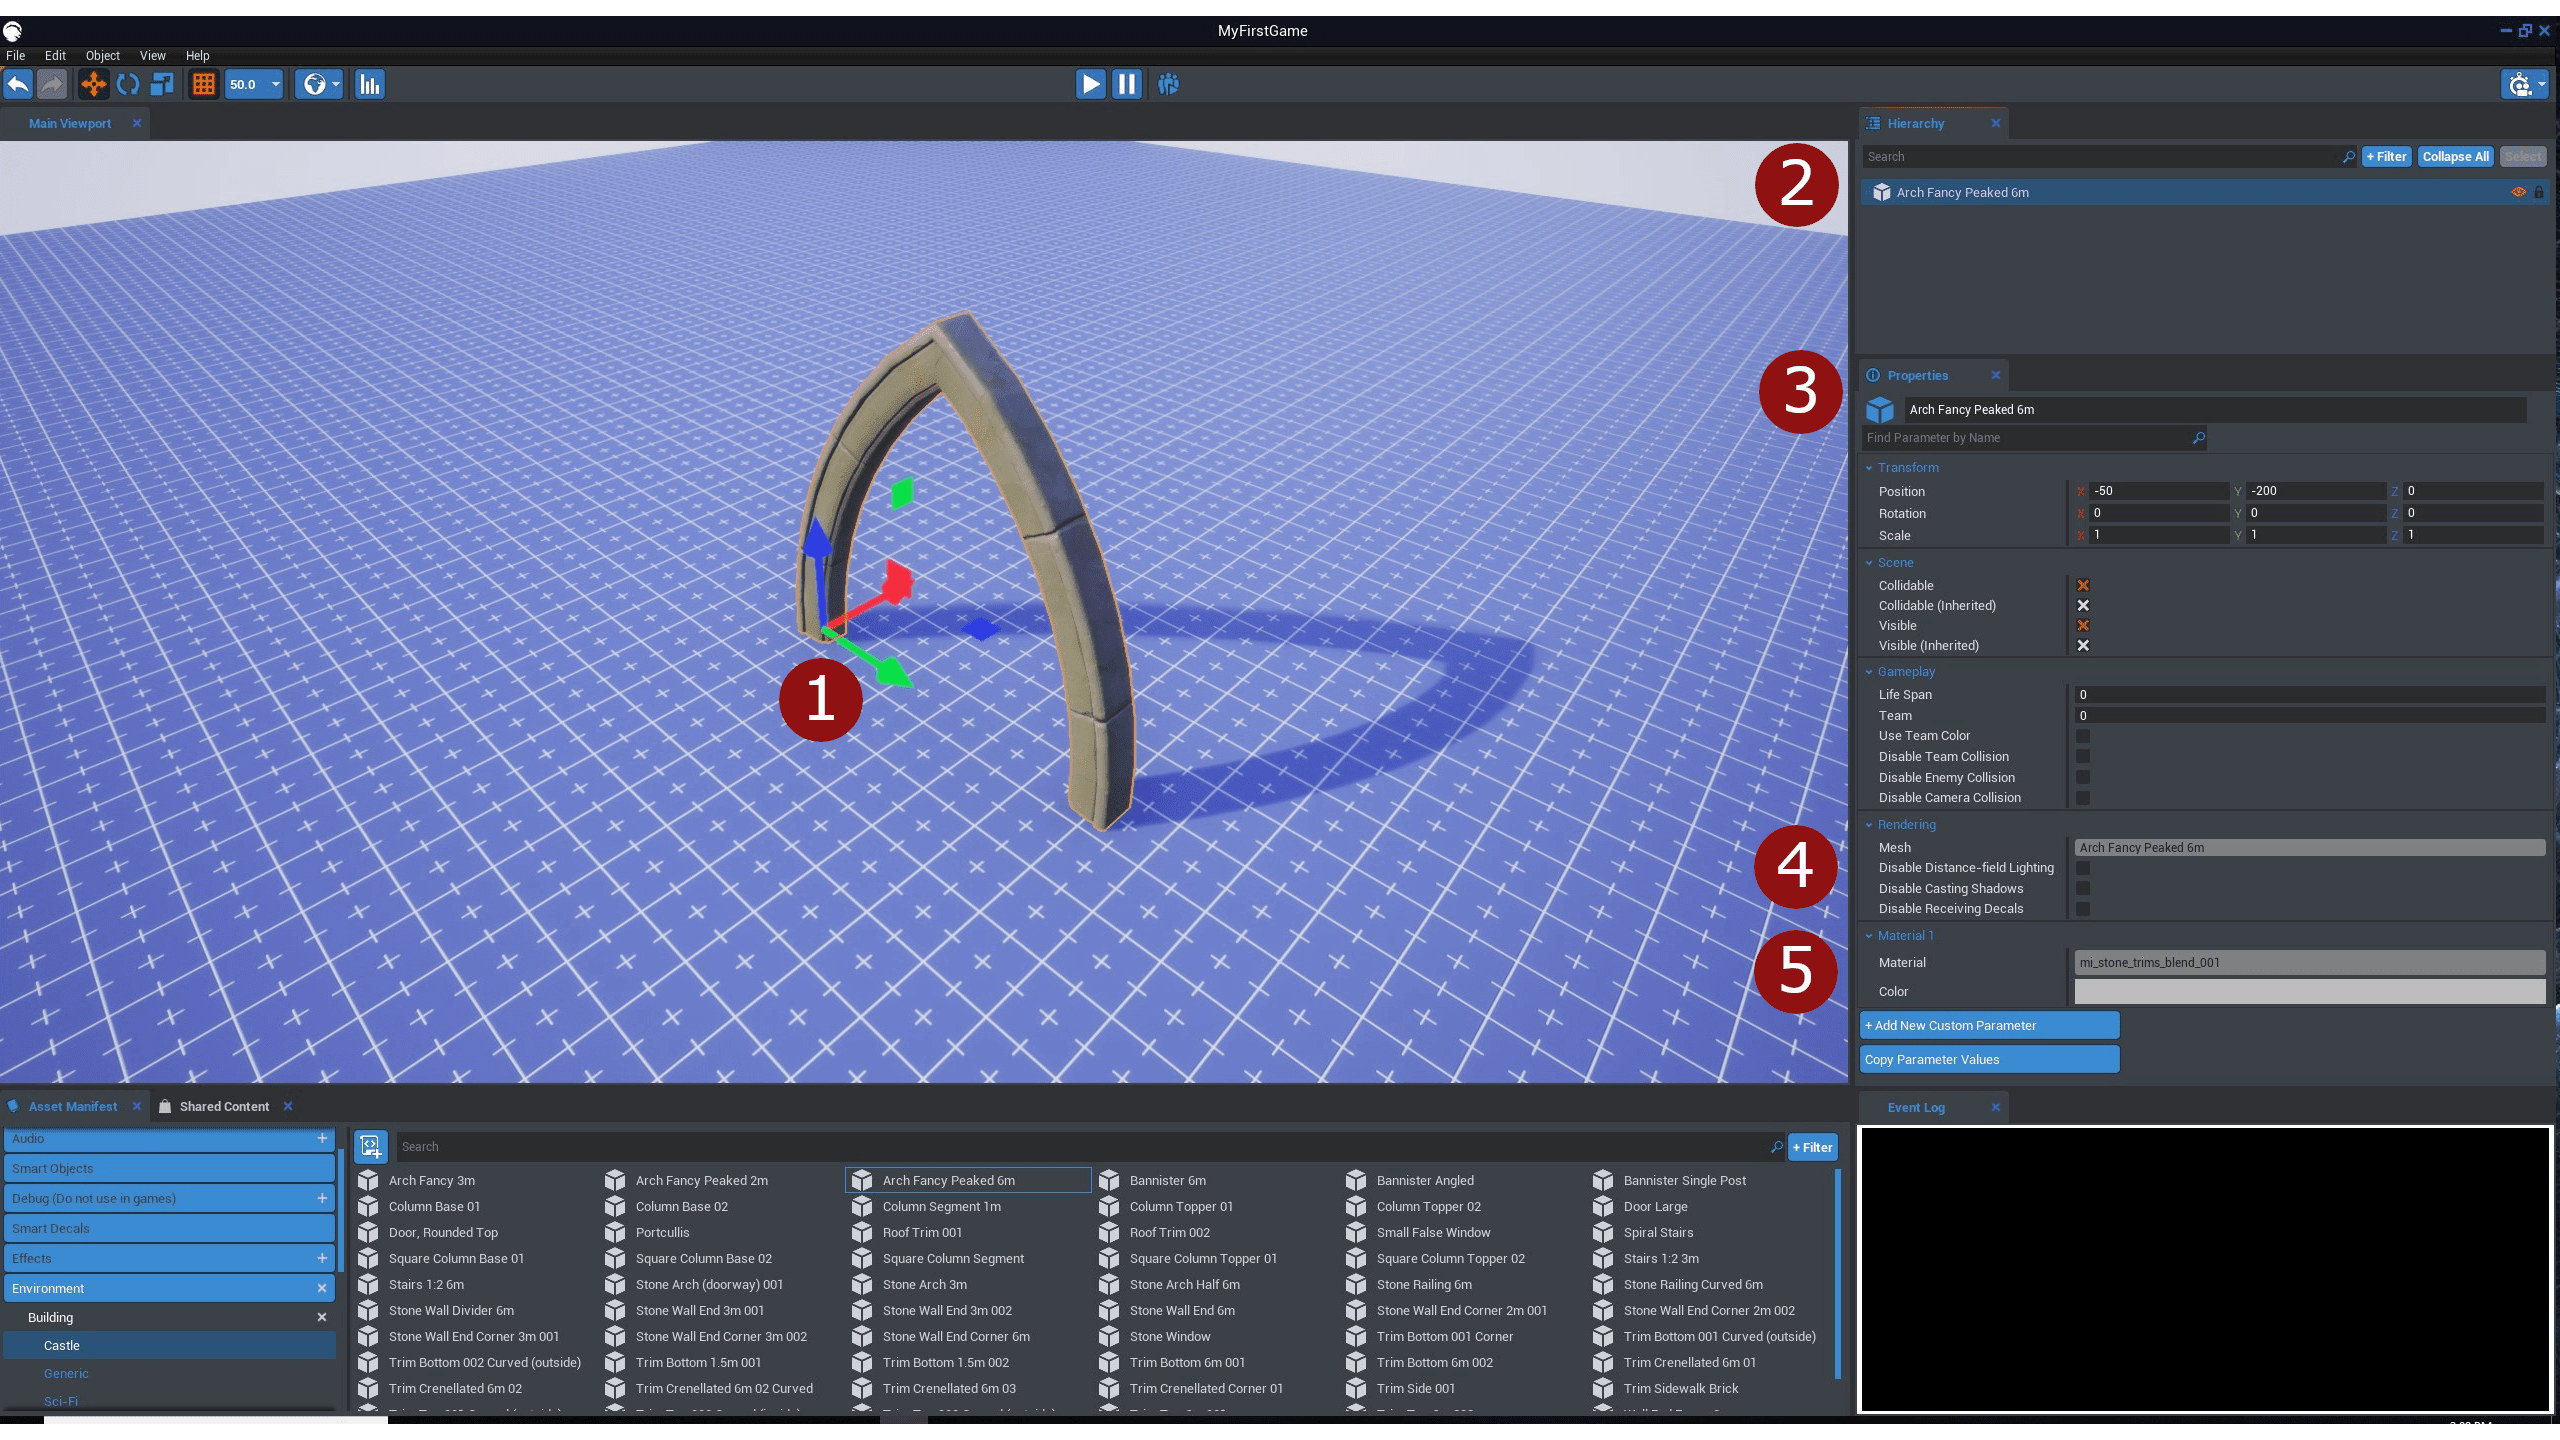 MyFirstGame
File Edit Object View Help
50.0
Main Viewport
1
2
3
4
5
Hierarchy
Search + Filter Collapse All Select
Arch Fancy Peaked 6m
Properties
Arch Fancy Peaked 6m
Find Parameter by Name
Transform
Position X -50 Y -200 Z 0
Rotation X 0 Y 0 Z 0
Scale X 1 Y 1 Z 1
Scene
Collidable
Collidable (Inherited)
Visible
Visible (Inherited)
Gameplay
Life Span 0
Team 0
Use Team Color
Disable Team Collision
Disable Enemy Collision
Disable Camera Collision
Rendering
Mesh Arch Fancy Peaked 6m
Disable Distance-field Lighting
Disable Casting Shadows
Disable Receiving Decals
Material 1
Material mi_stone_trims_blend_001
Color
+ Add New Custom Parameter
Copy Parameter Values
Asset Manifest Shared Content
Audio +
Smart Objects
Debug (Do not use in games) +
Smart Decals
Effects +
Environment
Building
Castle
Generic
Sci-Fi
Search + Filter
Arch Fancy 3m Arch Fancy Peaked 2m Arch Fancy Peaked 6m Bannister 6m Bannister Angled Bannister Single Post
Column Base 01 Column Base 02 Column Segment 1m Column Topper 01 Column Topper 02 Door Large
Door, Rounded Top Portcullis Roof Trim 001 Roof Trim 002 Small False Window Spiral Stairs
Square Column Base 01 Square Column Base 02 Square Column Segment Square Column Topper 01 Square Column Topper 02 Stairs 1:2 3m
Stairs 1:2 6m Stone Arch (doorway) 001 Stone Arch 3m Stone Arch Half 6m Stone Railing 6m Stone Railing Curved 6m
Stone Wall Divider 6m Stone Wall End 3m 001 Stone Wall End 3m 002 Stone Wall End 6m Stone Wall End Corner 2m 001 Stone Wall End Corner 2m 002
Stone Wall End Corner 3m 001 Stone Wall End Corner 3m 002 Stone Wall End Corner 6m Stone Window Trim Bottom 001 Corner Trim Bottom 001 Curved (outside)
Trim Bottom 002 Curved (outside) Trim Bottom 1.5m 001 Trim Bottom 1.5m 002 Trim Bottom 6m 001 Trim Bottom 6m 002 Trim Crenellated 6m 01
Trim Crenellated 6m 02 Trim Crenellated 6m 02 Curved Trim Crenellated 6m 03 Trim Crenellated Corner 01 Trim Side 001 Trim Sidewalk Brick
Event Log